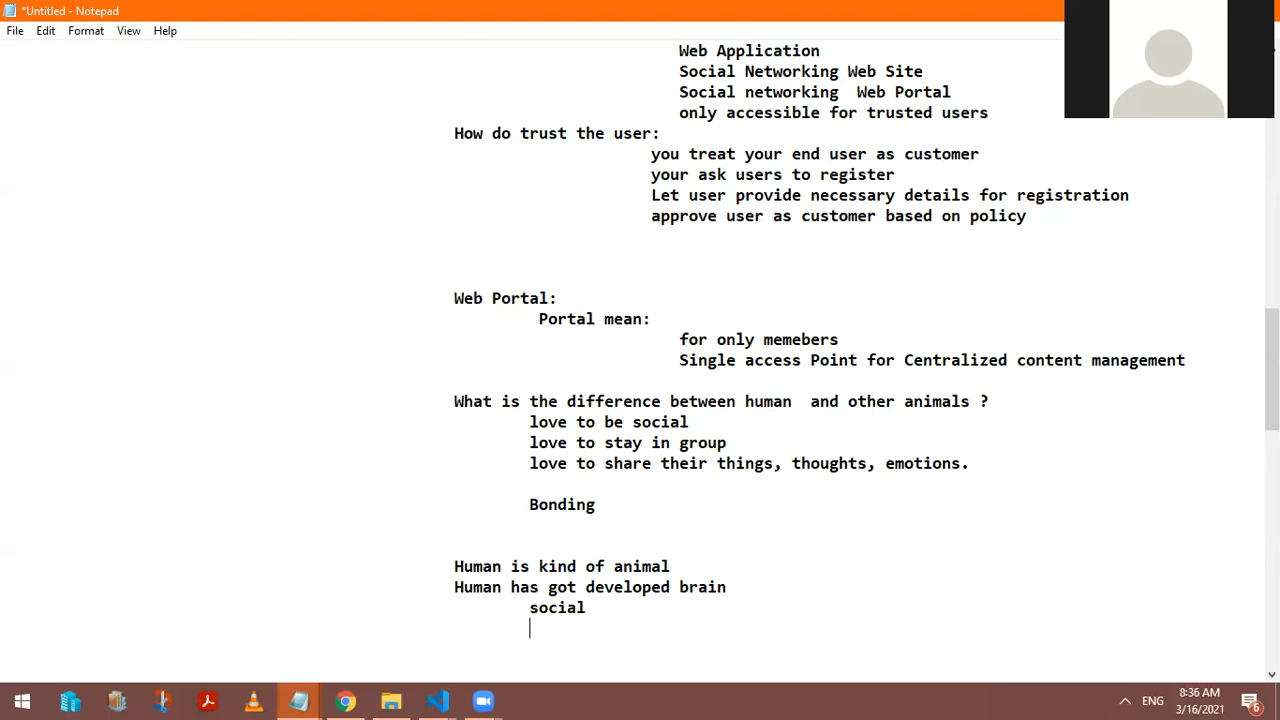 *Untitled - Notepad
File Edit Format View Help
Web Application
Social Networking Web Site
Social networking  Web Portal
only accessible for trusted users
How do trust the user:
you treat your end user as customer
your ask users to register
Let user provide necessary details for registration
approve user as customer based on policy
Web Portal:
Portal mean:
for only memebers
Single access Point for Centralized content management
What is the difference between human  and other animals ?
love to be social
love to stay in group
love to share their things, thoughts, emotions.
Bonding
Human is kind of animal
Human has got developed brain
social
ENG
8:36 AM
3/16/2021
6